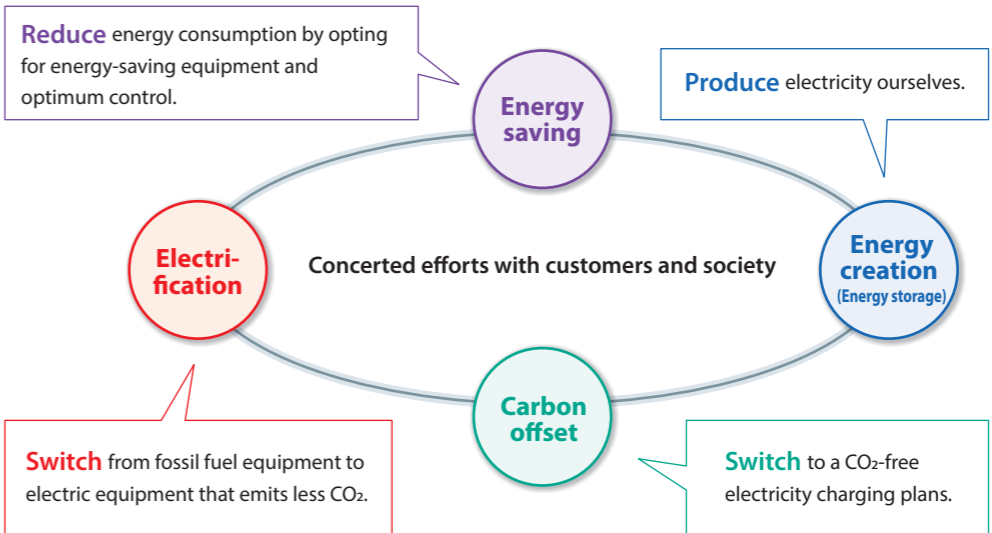 Reduce energy consumption by opting
for energy-saving equipment and
optimum control.
Energy
saving
Produce electricity ourselves.
Electri-
fication
Concerted efforts with customers and society
Energy
creation
(Energy storage)
Carbon
offset
Switch from fossil fuel equipment to
electric equipment that emits less CO₂.
Switch to a CO₂-free
electricity charging plans.